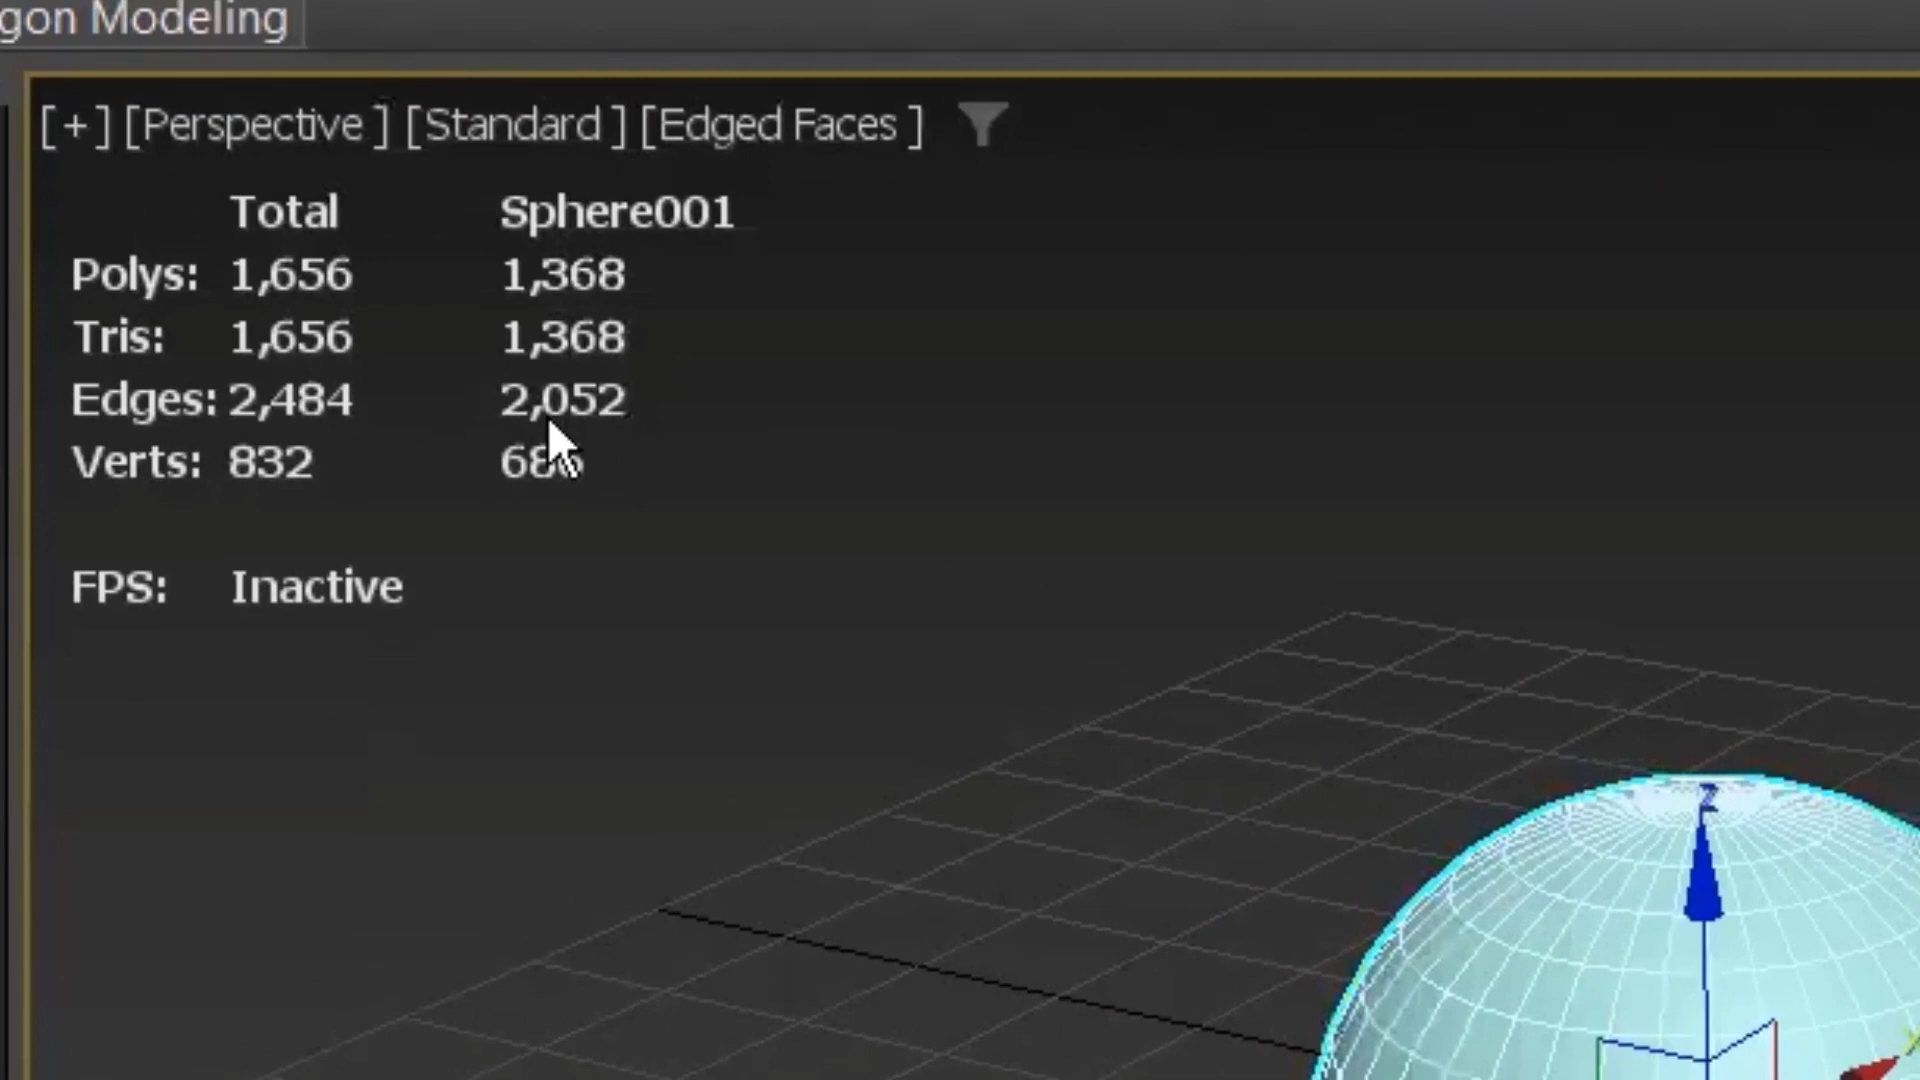 gon Modeling
[+] [Perspective ] [Standard ] [Edged Faces ]
Total Sphere001
Polys: 1,656 1,368
Tris: 1,656 1,368
Edges: 2,484 2,052
Verts: 832 686
FPS: Inactive
z
x